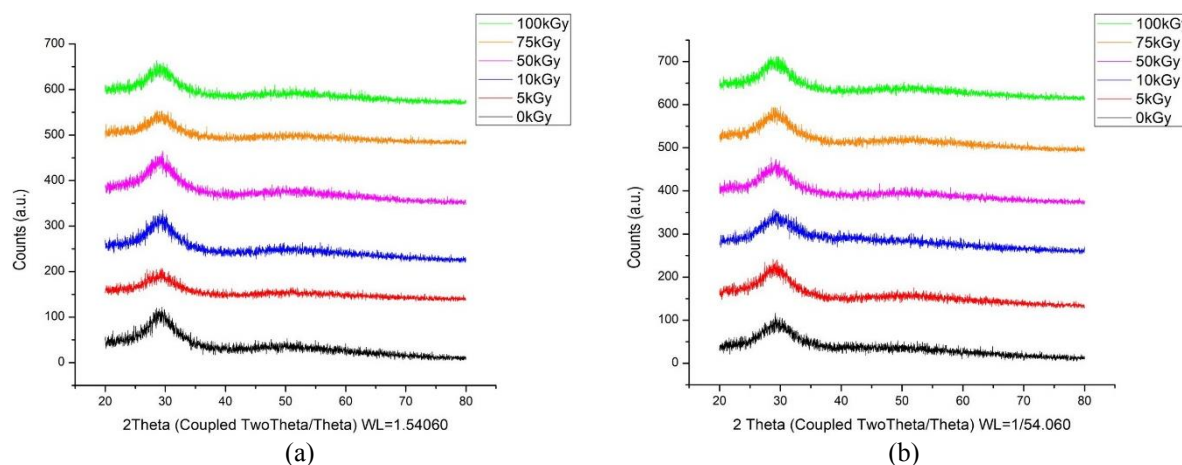 100kGy
75kGy
50kGy
10kGy
5kGy
0kGy
700
600
500
400
300
200
100
0
Counts (a.u.)
20 30 40 50 60 70 80
2Theta (Coupled TwoTheta/Theta) WL=1.54060
(a)
100kGy
75kGy
50kGy
10kGy
5kGy
0kGy
700
600
500
400
300
200
100
0
Counts (a.u.)
20 30 40 50 60 70 80
2 Theta (Coupled TwoTheta/Theta) WL=1/54.060
(b)